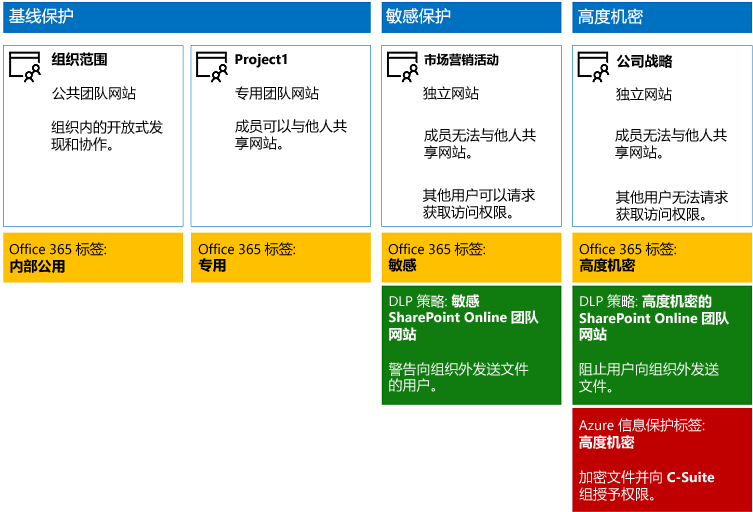 基线保护
敏感保护
高度机密
组织范围
公共团队网站
组织内的开放式发
现和协作。
Project1
专用团队网站
成员可以与他人共
享网站。
市场营销活动
独立网站
成员无法与他人共
享网站。
其他用户可以请求
获取访问权限。
公司战略
独立网站
成员无法与他人共
享网站。
其他用户无法请求
获取访问权限。
Office 365 标签:
内部公用
Office 365 标签:
专用
Office 365 标签:
敏感
Office 365 标签:
高度机密
DLP 策略: 敏感
SharePoint Online 团队
网站
警告向组织外发送文件
的用户。
DLP 策略: 高度机密的
SharePoint Online 团队
网站
阻止用户向组织外发送
文件。
Azure 信息保护标签:
高度机密
加密文件并向 C-Suite
组授予权限。